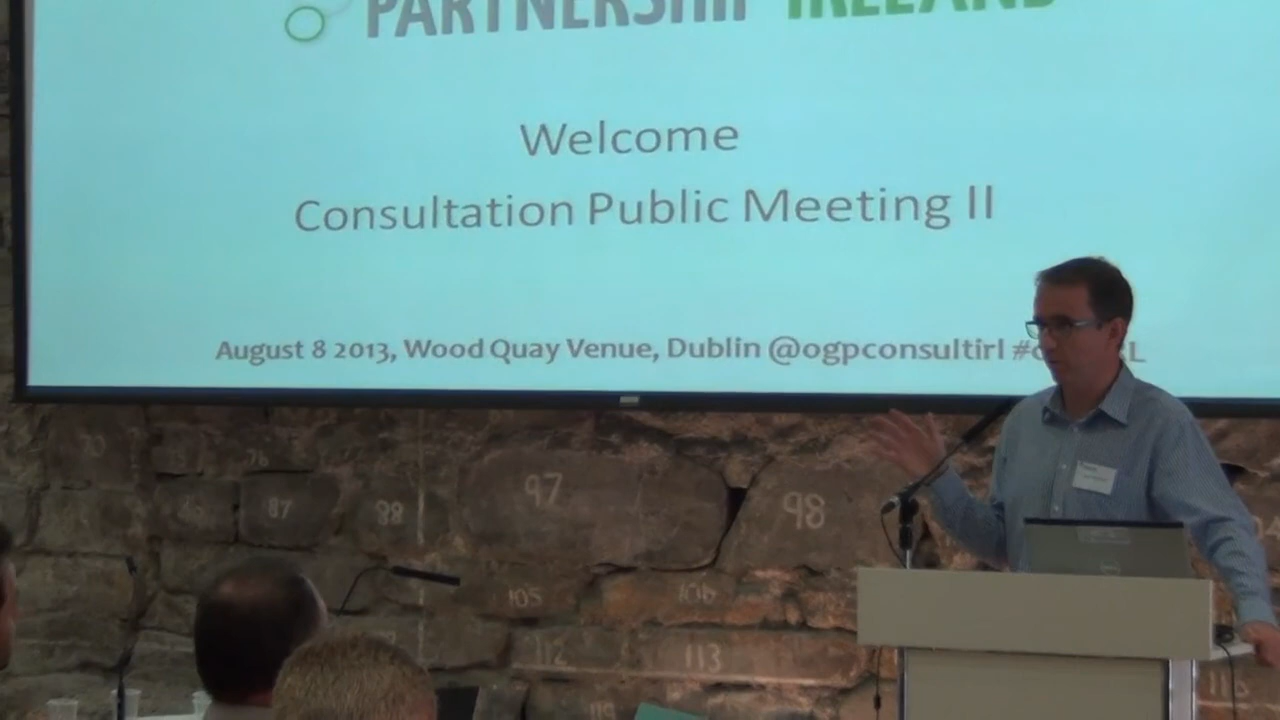 PARTNERSHIP IRELAND
Welcome
Consultation Public Meeting II
August 8 2013, Wood Quay Venue, Dublin @ogpconsultirl #
97
98
87
88
105
106
112
113